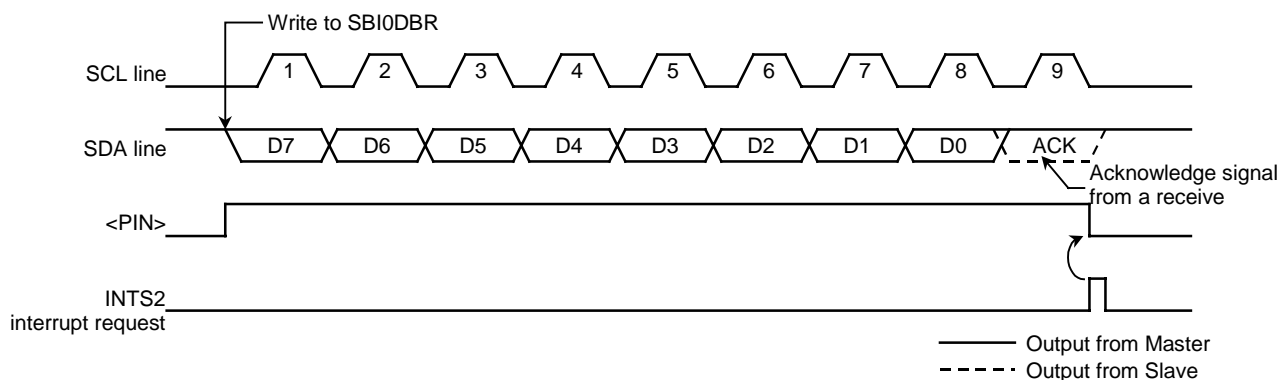 Write to SBI0DBR
SCL line 1 2 3 4 5 6 7 8 9
SDA line D7 D6 D5 D4 D3 D2 D1 D0 ACK
Acknowledge signal
from a receive
<PIN>
INTS2
interrupt request
Output from Master
Output from Slave